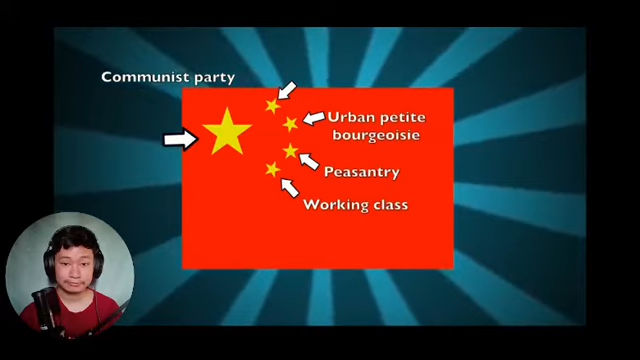 Communist party
Urban petite
bourgeoisie
Peasantry
Working class